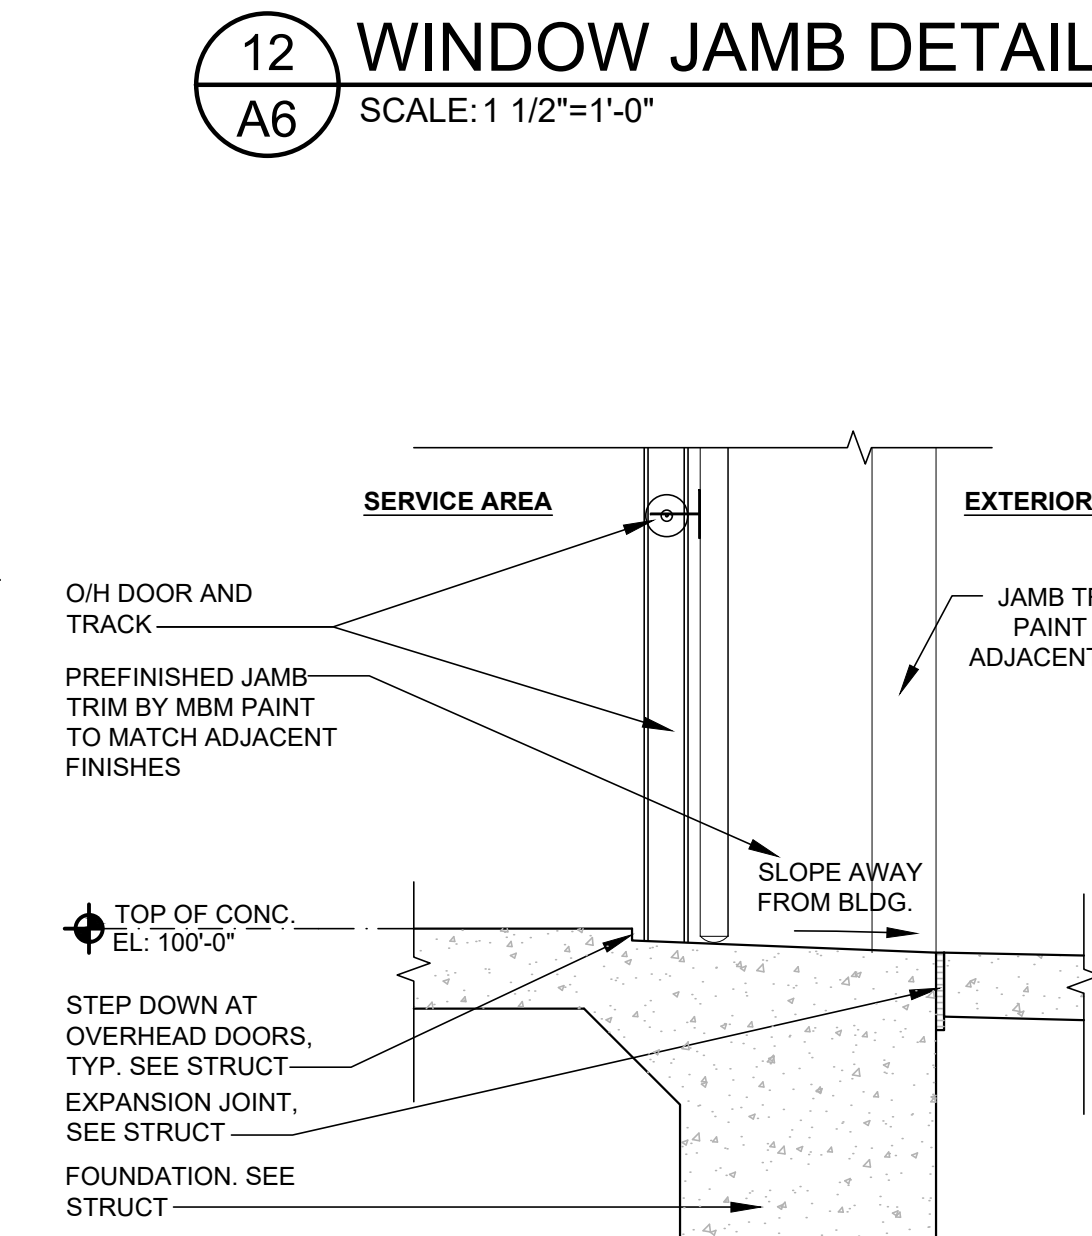 12
A6
WINDOW JAMB DETAIL
SCALE: 1 1/2"=1'-0"
SERVICE AREA
EXTERIOR
O/H DOOR AND
TRACK
PREFINISHED JAMB
TRIM BY MBM PAINT
TO MATCH ADJACENT
FINISHES
JAMB
PAINT
ADJACENT
SLOPE AWAY
FROM BLDG.
TOP OF CONC.
EL: 100'-0"
STEP DOWN AT
OVERHEAD DOORS,
TYP. SEE STRUCT
EXPANSION JOINT,
SEE STRUCT
FOUNDATION. SEE
STRUCT